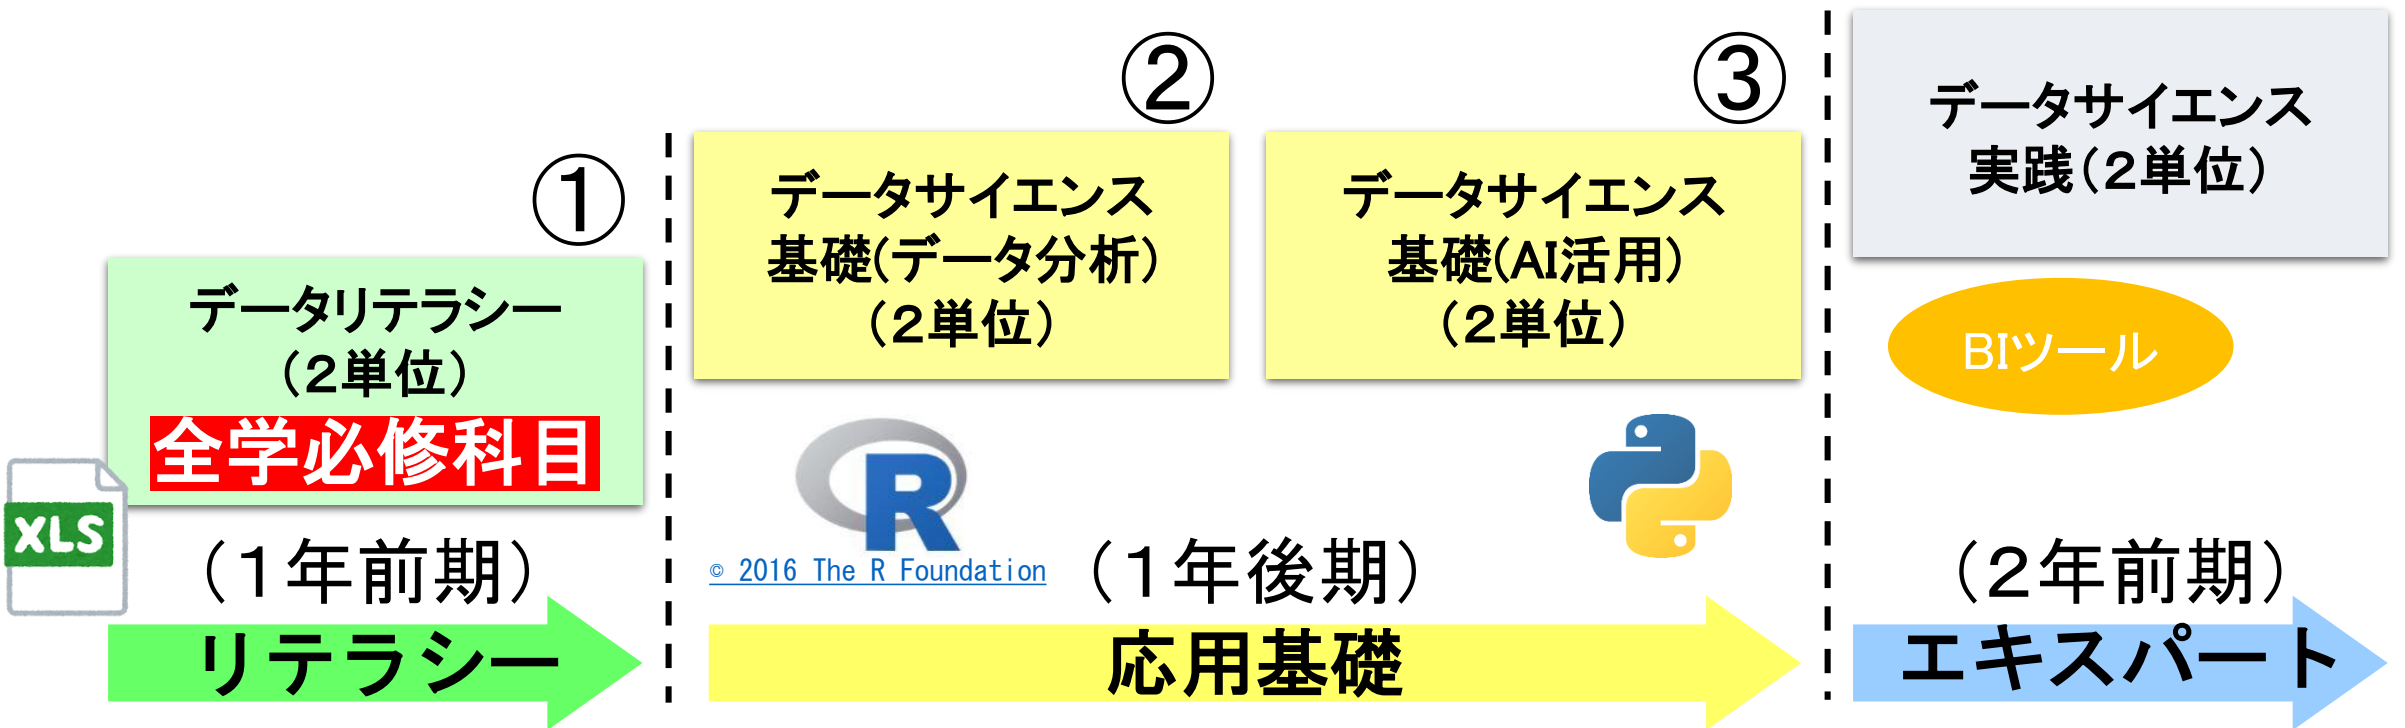 ①
データリテラシー
（２単位）
全学必修科目
XLS
（１年前期）
リテラシー
②
データサイエンス
基礎(データ分析)
（２単位）
R
© 2016 The R Foundation
③
データサイエンス
基礎(AI活用)
（２単位）
（１年後期）
応用基礎
データサイエンス
実践（２単位）
BIツール
（２年前期）
エキスパート